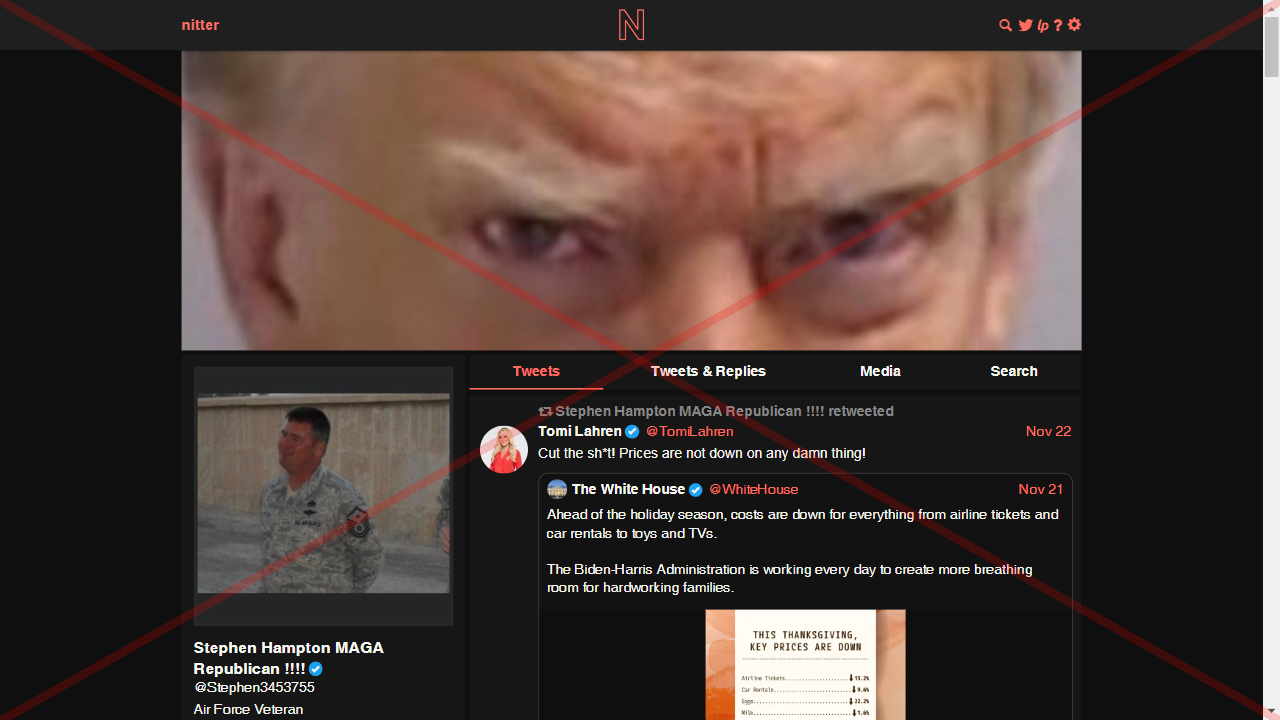 nitter
N
lp ?
Tweets
Tweets & Replies
Media
Search
Stephen Hampton MAGA Republican !!!! retweeted
Tomi Lahren @TomiLahren Nov 22
Cut the sh*t! Prices are not down on any damn thing!
The White House @WhiteHouse Nov 21
Ahead of the holiday season, costs are down for everything from airline tickets and
car rentals to toys and TVs.
The Biden-Harris Administration is working every day to create more breathing
room for hardworking families.
THIS THANKSGIVING,
KEY PRICES ARE DOWN
Airline Tickets 13.2%
Car Rentals 9.6%
Eggs 22.2%
Milk 1.6%
Stephen Hampton MAGA
Republican !!!!
@Stephen3453755
Air Force Veteran